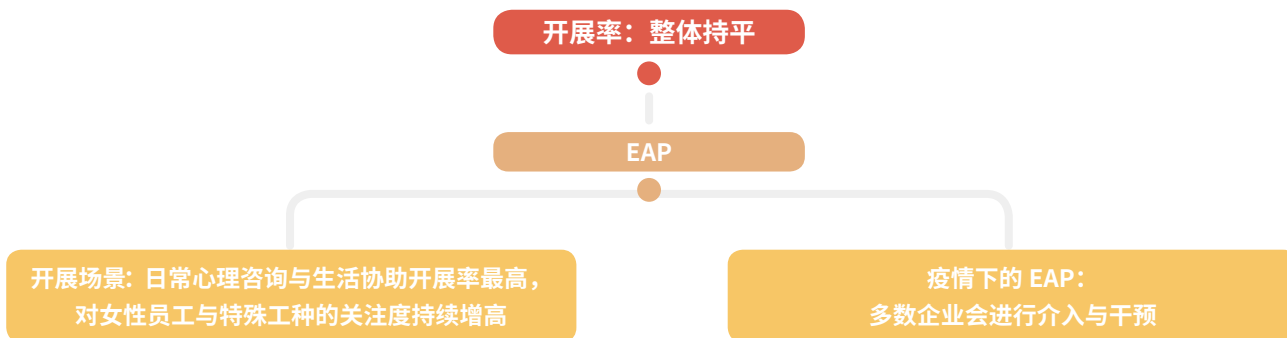 开展率：整体持平
EAP
开展场景：日常心理咨询与生活协助开展率最高，
对女性员工与特殊工种的关注度持续增高
疫情下的 EAP：
多数企业会进行介入与干预